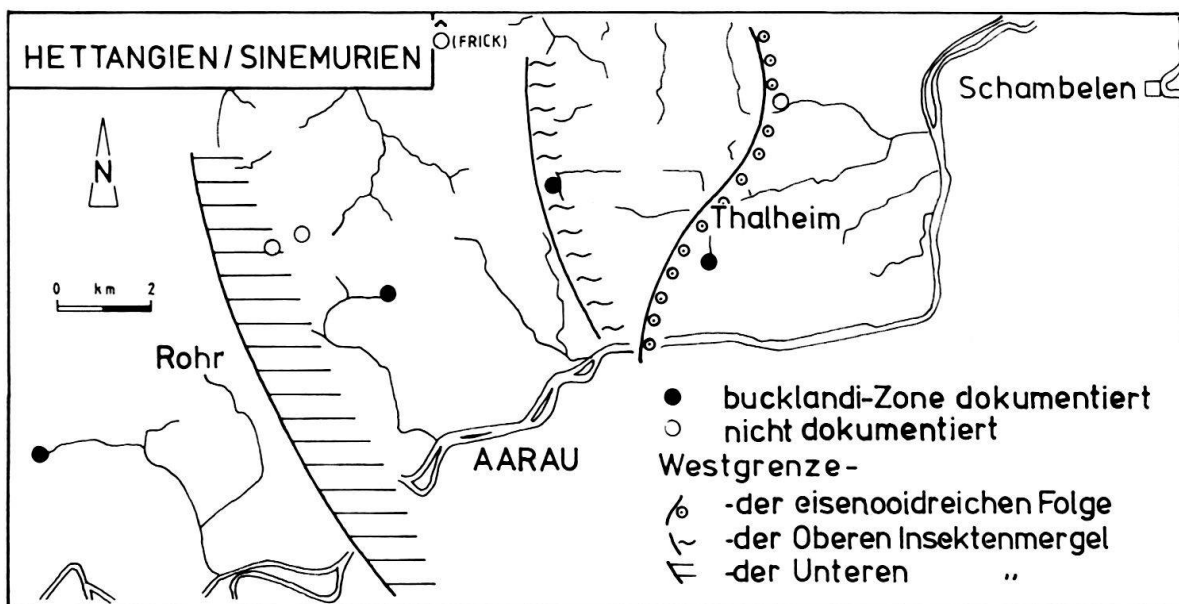 HETTANGIEN/SINEMURIEN
(FRICK)
Schambelen
N
Thalheim
0 km 2
Rohr
AARAU
bucklandi-Zone dokumentiert
nicht dokumentiert
Westgrenze-
-der eisenooidreichen Folge
-der Oberen Insektenmergel
-der Unteren "